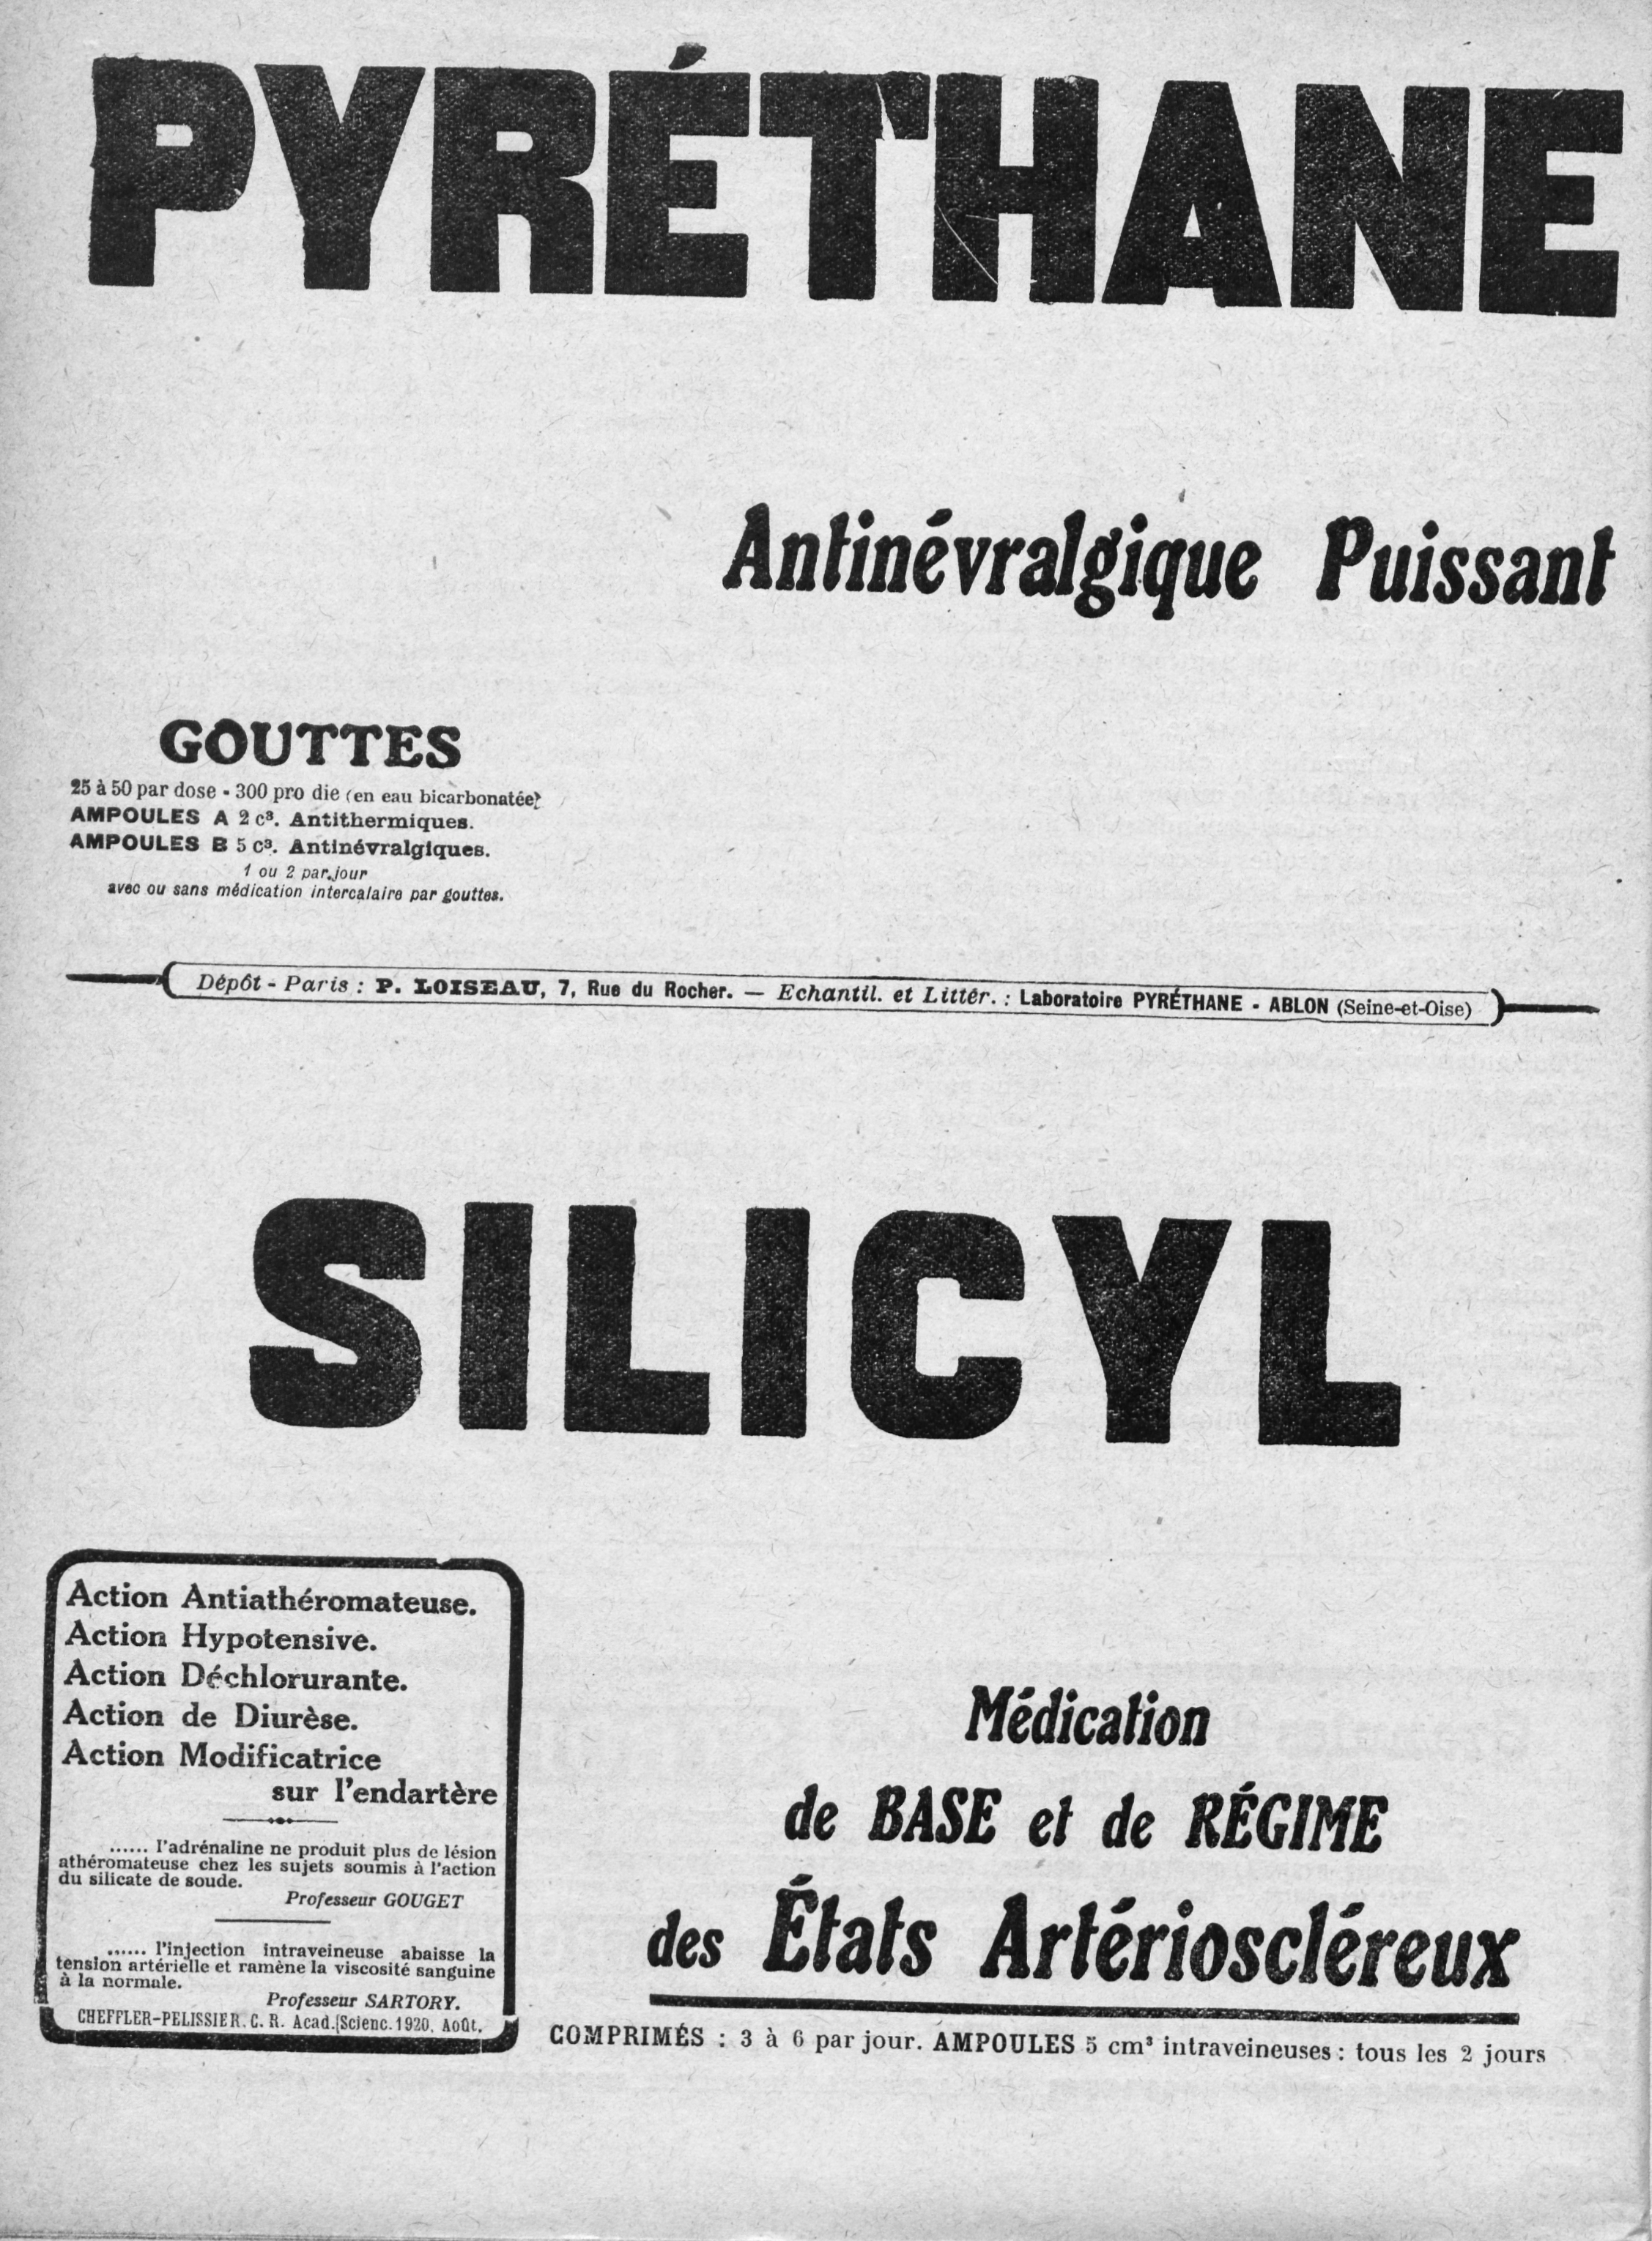 PYRÉTHANE
Antinévralgique Puissant
GOUTTES
25 à 50 par dose - 300 pro die (en eau bicarbonatée)
AMPOULES A 2 c³. Antithermiques.
AMPOULES B 5 c³. Antinévralgiques.
1 ou 2 par jour
avec ou sans médication intercalaire par gouttes.
Dépôt - Paris : P. LOISEAU, 7, Rue du Rocher. — Echantil. et Littér. : Laboratoire PYRÉTHANE - ABLON (Seine-et-Oise)
SILICYL
Action Antiathéromateuse.
Action Hypotensive.
Action Déchlorurante.
Action de Diurèse.
Action Modificatrice
sur l'endartère
...... l'adrénaline ne produit plus de lésion
athéromateuse chez les sujets soumis à l'action
du silicate de soude.
Professeur GOUGET
...... l'injection intraveineuse abaisse la
tension artérielle et ramène la viscosité sanguine
à la normale.
Professeur SARTORY.
CHEFFLER-PELISSIER. C. R. Acad. Scienc. 1920, Août.
Médication
de BASE et de RÉGIME
des États Artérioscléreux
COMPRIMÉS : 3 à 6 par jour. AMPOULES 5 cm³ intraveineuses : tous les 2 jours